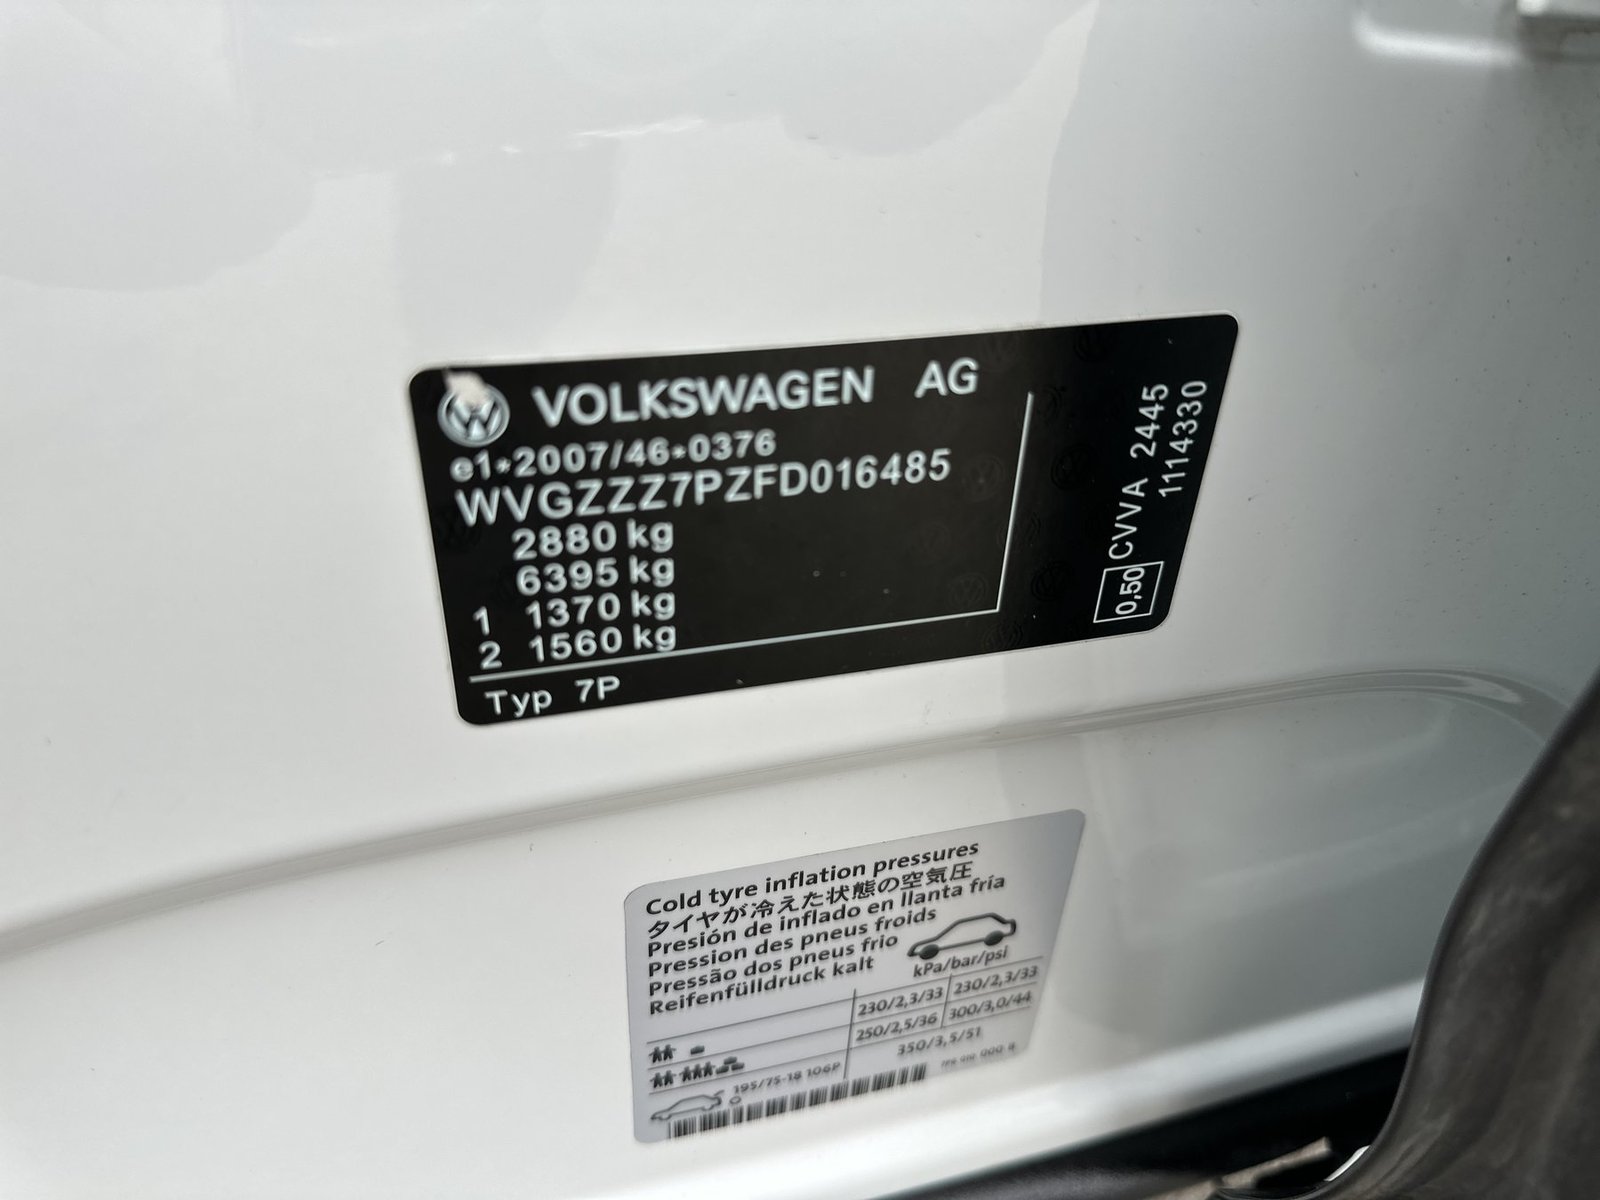 VOLKSWAGEN AG
e1*2007/46*0376
WVGZZZ7PZFD016485
2880 kg
6395 kg
1 1370 kg
2 1560 kg
Typ 7P
0,50 CVVA 2445
1114330
Cold tyre inflation pressures
タイヤが冷えた状態の空気圧
Presión de inflado en llanta fría
Pression des pneus froids
Pressão dos pneus frio
Reifenfülldruck kalt
kPa/bar/psi
230/2,3/33 230/2,3/33
250/2,5/36 300/3,0/44
195/75-18 106P 350/3,5/51